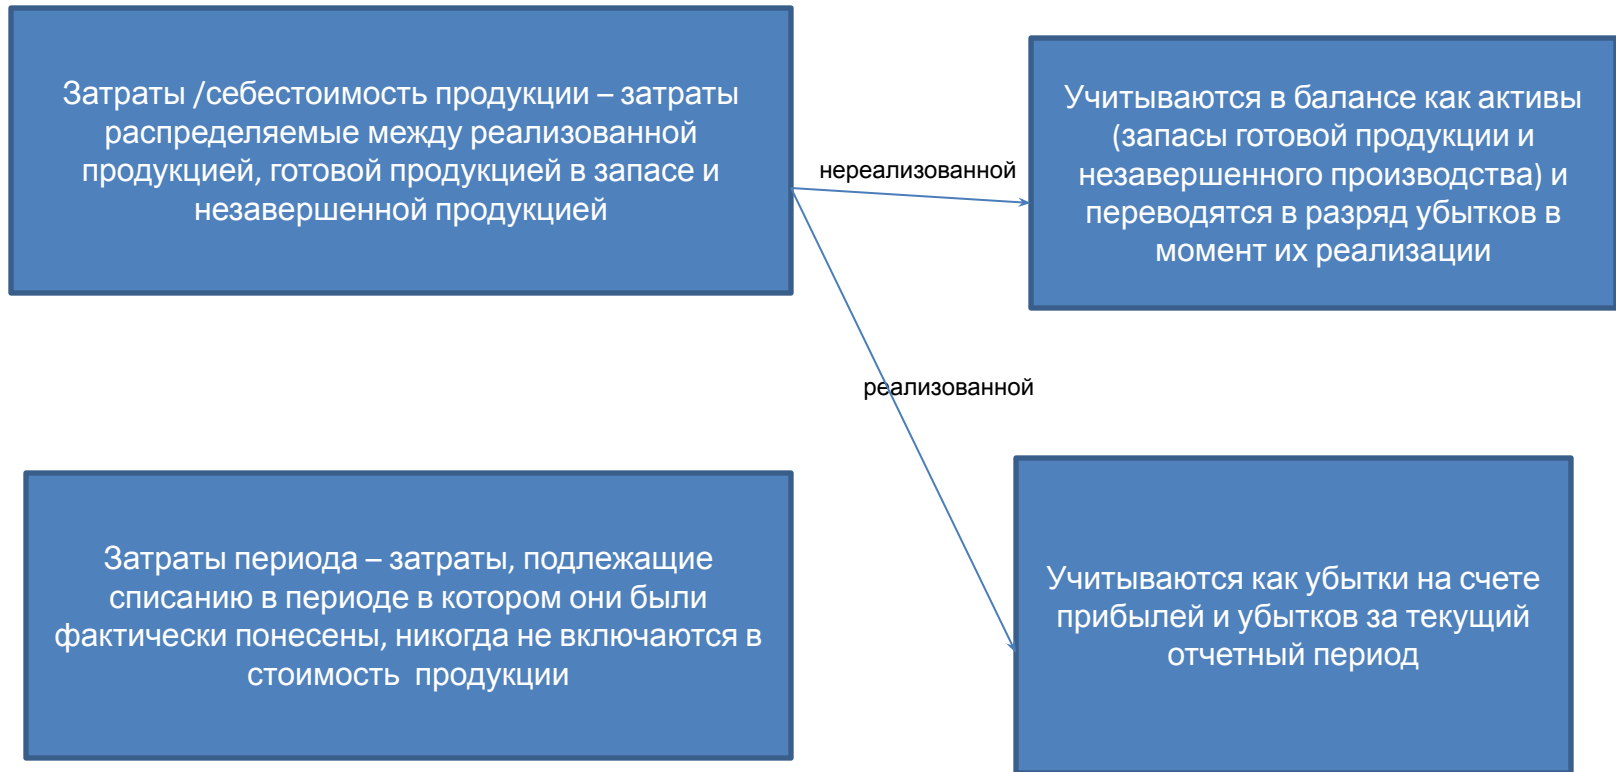 Затраты /себестоимость продукции – затраты
распределяемые между реализованной
продукцией, готовой продукцией в запасе и
незавершенной продукцией
нереализованной
Учитываются в балансе как активы
(запасы готовой продукции и
незавершенного производства) и
переводятся в разряд убытков в
момент их реализации
реализованной
Затраты периода – затраты, подлежащие
списанию в периоде в котором они были
фактически понесены, никогда не включаются в
стоимость  продукции
Учитываются как убытки на счете
прибылей и убытков за текущий
отчетный период